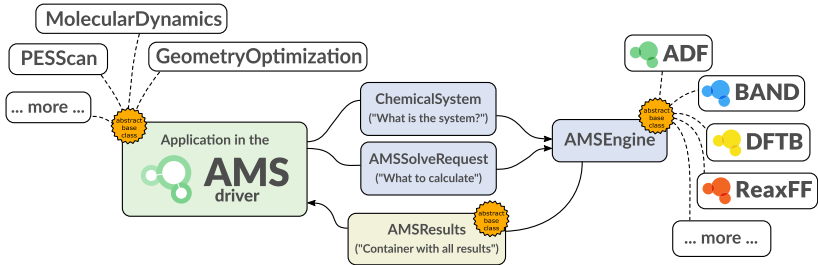 MolecularDynamics
PESScan
GeometryOptimization
... more ...
abstract
base
class
Application in the
AMS
driver
ChemicalSystem
("What is the system?")
AMSSolveRequest
("What to calculate")
AMSResults
("Container with all results")
abstract
base
class
AMSEngine
abstract
base
class
ADF
BAND
DFTB
ReaxFF
... more ...